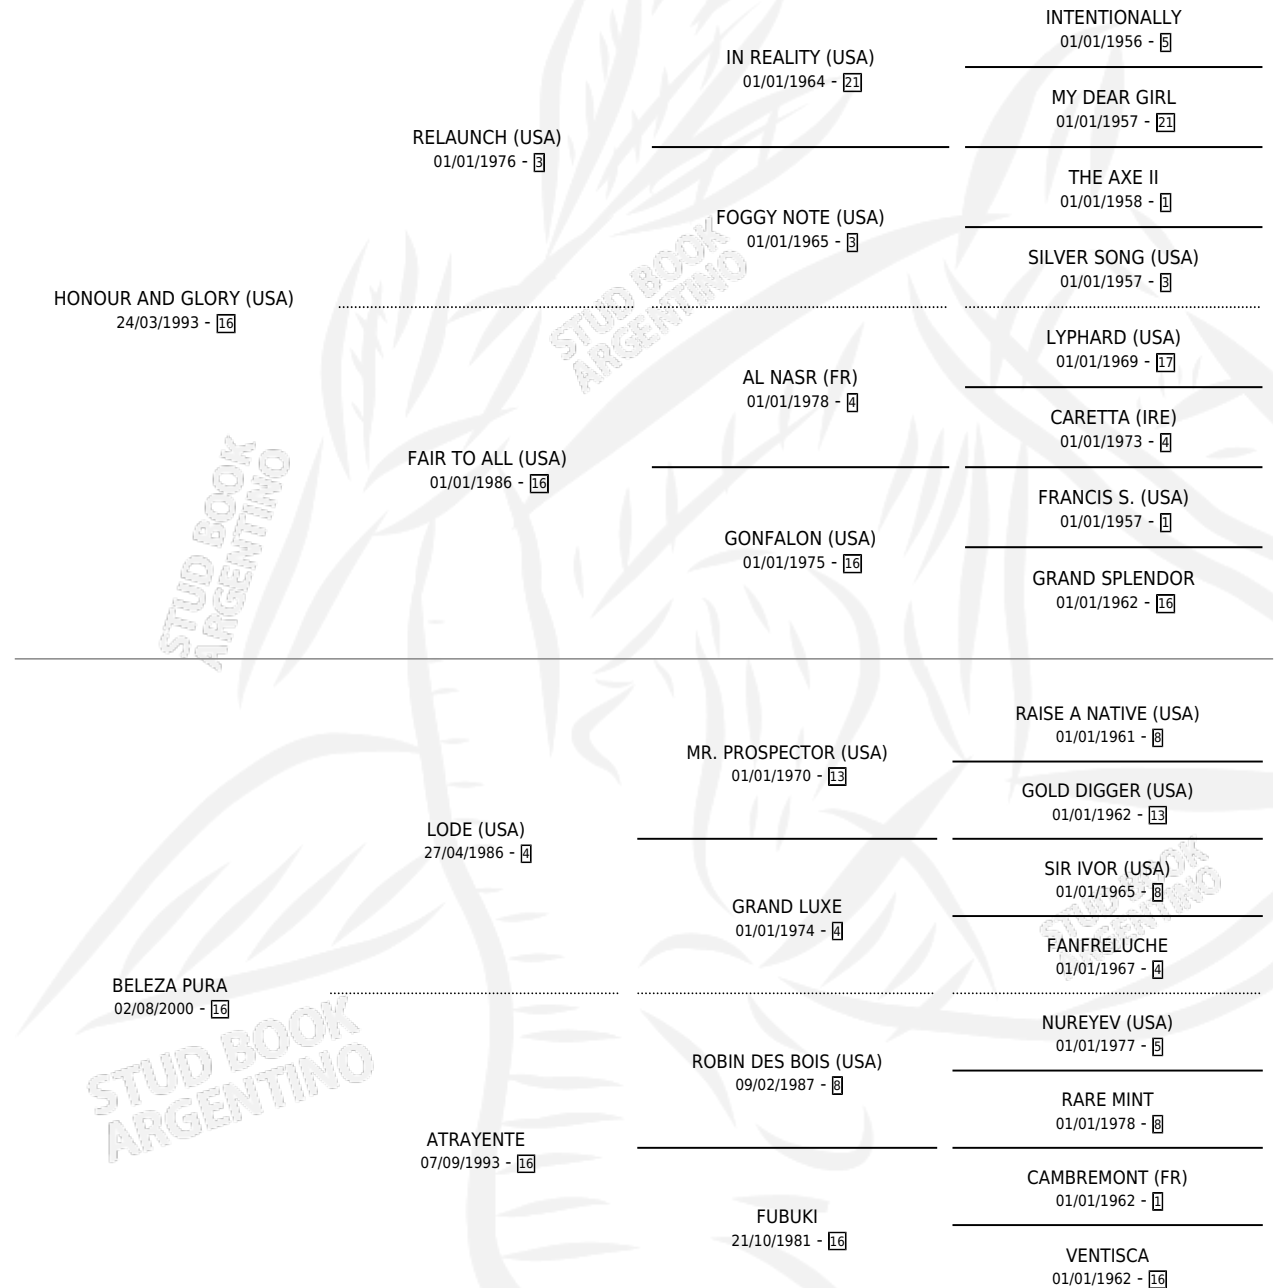 INTENTIONALLY
01/01/1956 - 5
IN REALITY (USA)
01/01/1964 - 21
MY DEAR GIRL
01/01/1957 - 21
RELAUNCH (USA)
01/01/1976 - 3
THE AXE II
01/01/1958 - 1
FOGGY NOTE (USA)
01/01/1965 - 3
SILVER SONG (USA)
01/01/1957 - 3
HONOUR AND GLORY (USA)
24/03/1993 - 16
LYPHARD (USA)
01/01/1969 - 17
AL NASR (FR)
01/01/1978 - 4
CARETTA (IRE)
01/01/1973 - 4
FAIR TO ALL (USA)
01/01/1986 - 16
FRANCIS S. (USA)
01/01/1957 - 1
GONFALON (USA)
01/01/1975 - 16
GRAND SPLENDOR
01/01/1962 - 16
RAISE A NATIVE (USA)
01/01/1961 - 8
MR. PROSPECTOR (USA)
01/01/1970 - 13
GOLD DIGGER (USA)
01/01/1962 - 13
LODE (USA)
27/04/1986 - 4
SIR IVOR (USA)
01/01/1965 - 8
GRAND LUXE
01/01/1974 - 4
FANFRELUCHE
01/01/1967 - 4
BELEZA PURA
02/08/2000 - 16
NUREYEV (USA)
01/01/1977 - 5
ROBIN DES BOIS (USA)
09/02/1987 - 8
RARE MINT
01/01/1978 - 8
ATRAYENTE
07/09/1993 - 16
CAMBREMONT (FR)
01/01/1962 - 1
FUBUKI
21/10/1981 - 16
VENTISCA
01/01/1962 - 16
STUD BOOK
ARGENTINO
STUD BOOK
ARGENTINO
STUD BOOK
ARGENTINO
STUD BOOK
ARGENTINO